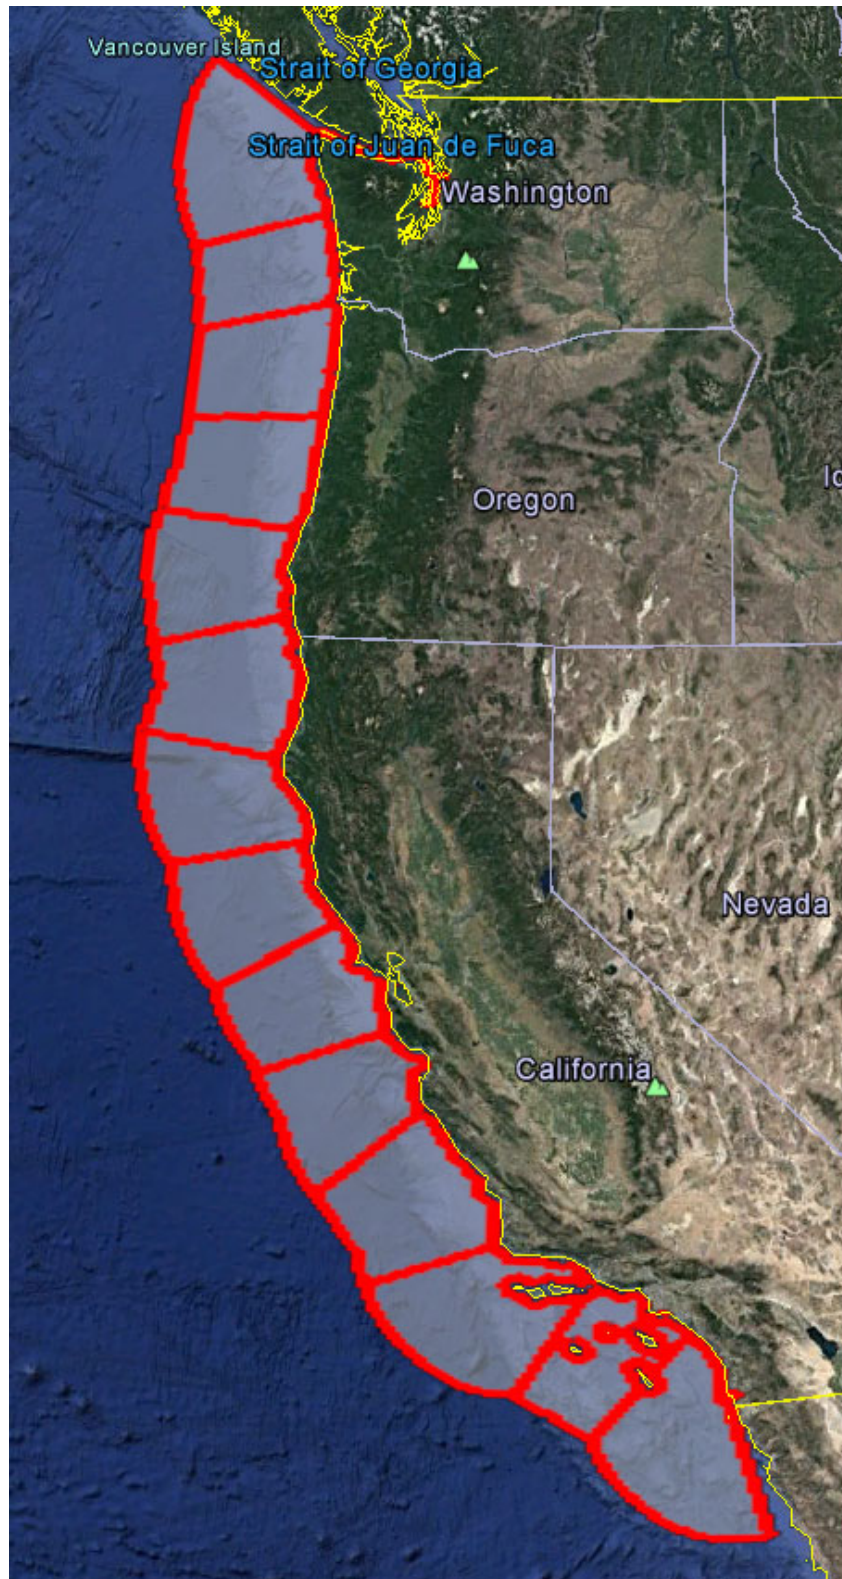 Vancouver Island
Strait of Georgia
Strait of Juan de Fuca
Washington
Oregon
Nevada
California